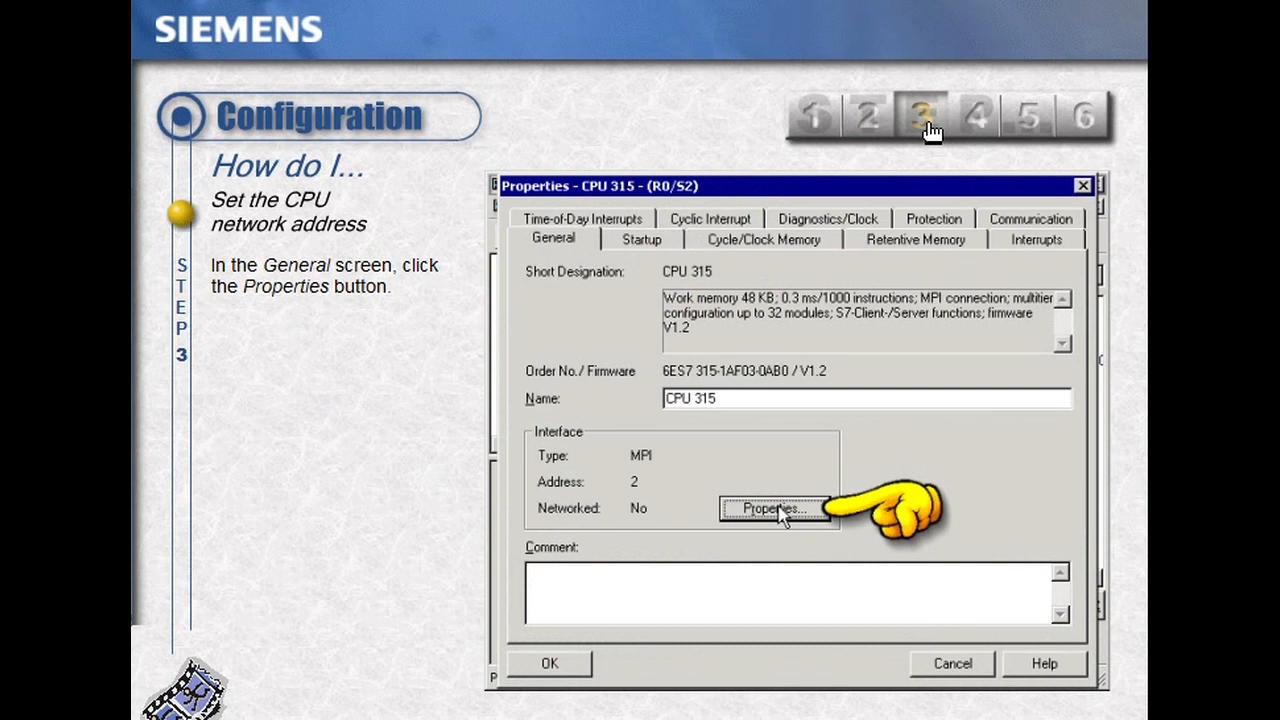 SIEMENS
Configuration
1 2 3 4 5 6
How do I...
Set the CPU
network address
STEP 3
In the General screen, click
the Properties button.
Properties - CPU 315 - (R0/S2)
Time-of-Day Interrupts Cyclic Interrupt Diagnostics/Clock Protection Communication
General Startup Cycle/Clock Memory Retentive Memory Interrupts
Short Designation: CPU 315
Work memory 48 KB; 0.3 ms/1000 instructions; MPI connection; multitier
configuration up to 32 modules; S7-Client-/Server functions; firmware
V1.2
Order No./ Firmware 6ES7 315-1AF03-0AB0 / V1.2
Name: CPU 315
Interface
Type: MPI
Address: 2
Networked: No Properties...
Comment:
OK Cancel Help